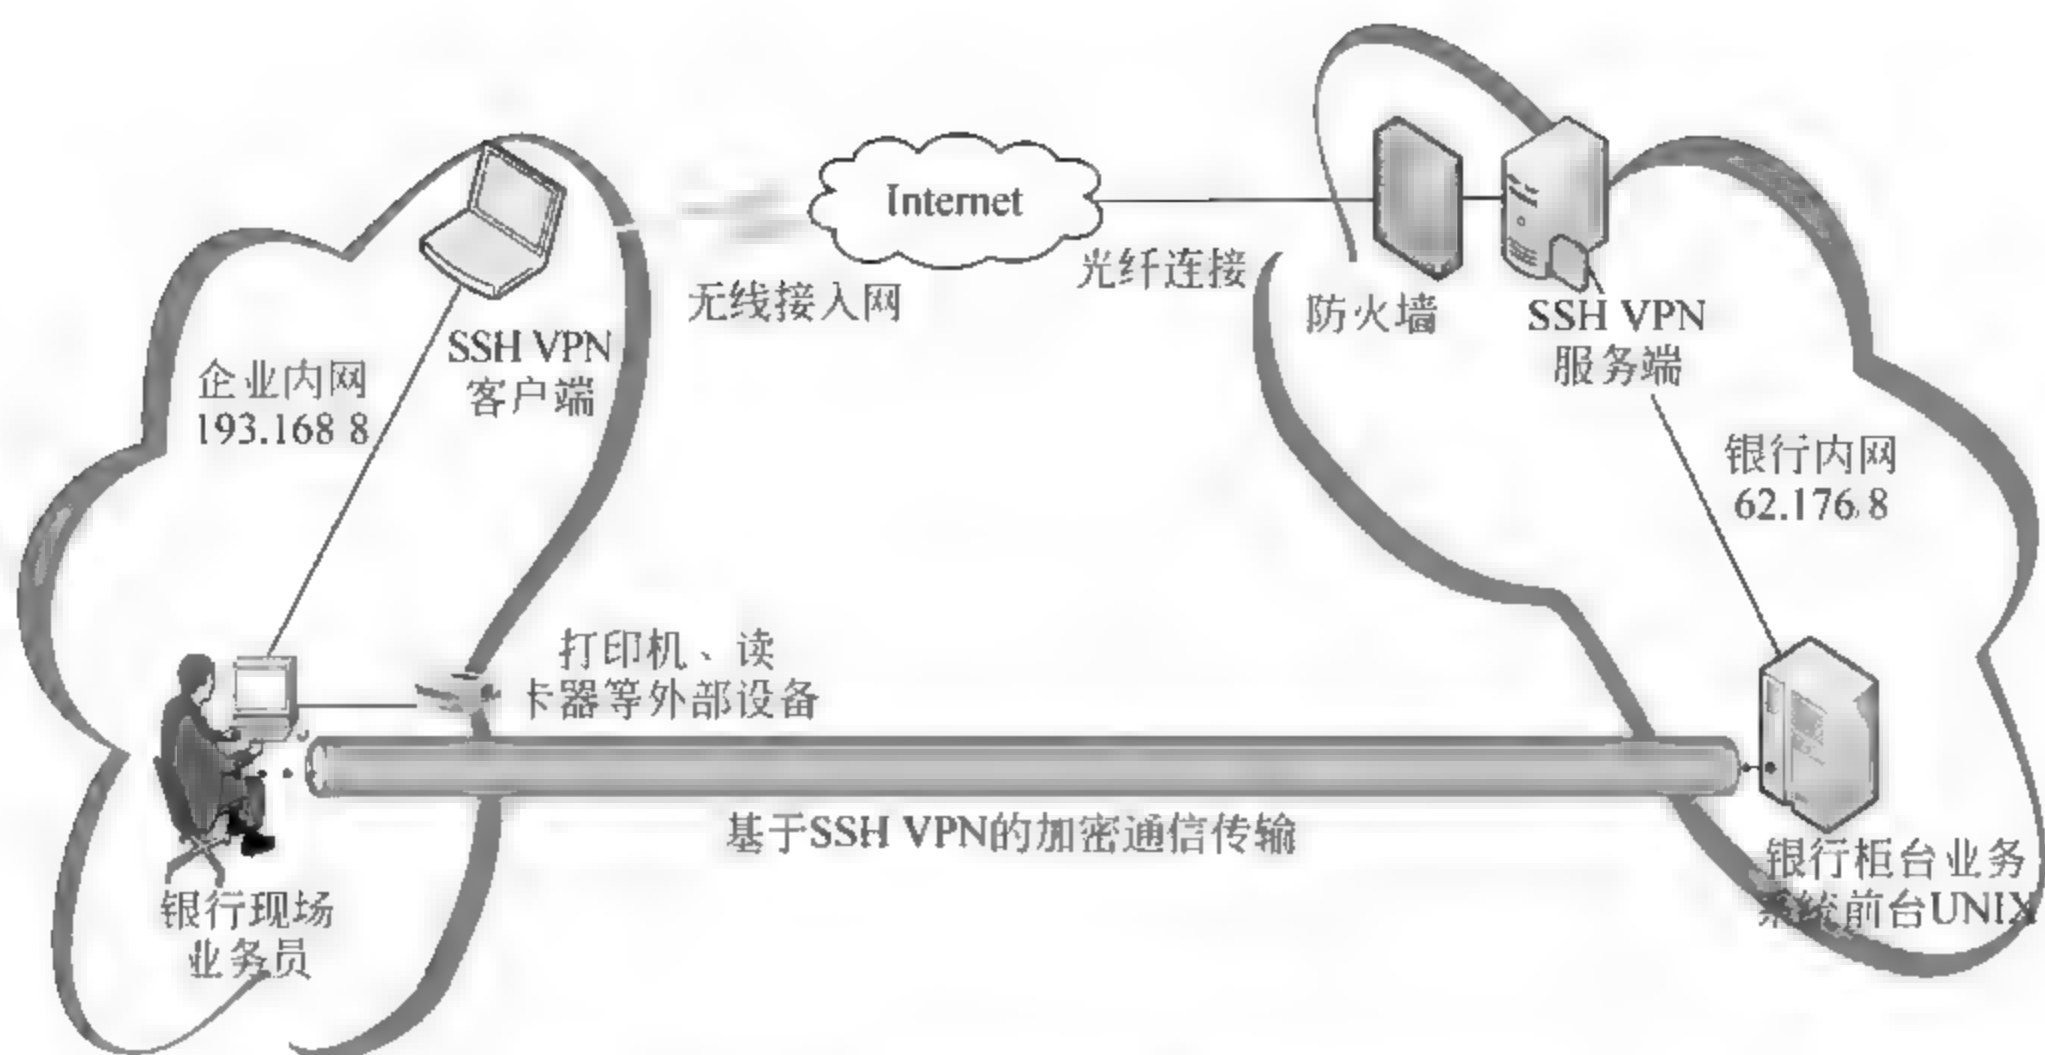 Internet
光纤连接
无线接入网
防火墙
SSH VPN
服务端
SSH VPN
客户端
企业内网
193.168 8
银行内网
62.176.8
打印机、读
卡器等外部设备
基于SSH VPN的加密通信传输
银行柜台业务
系统前台UNIX
银行现场
业务员